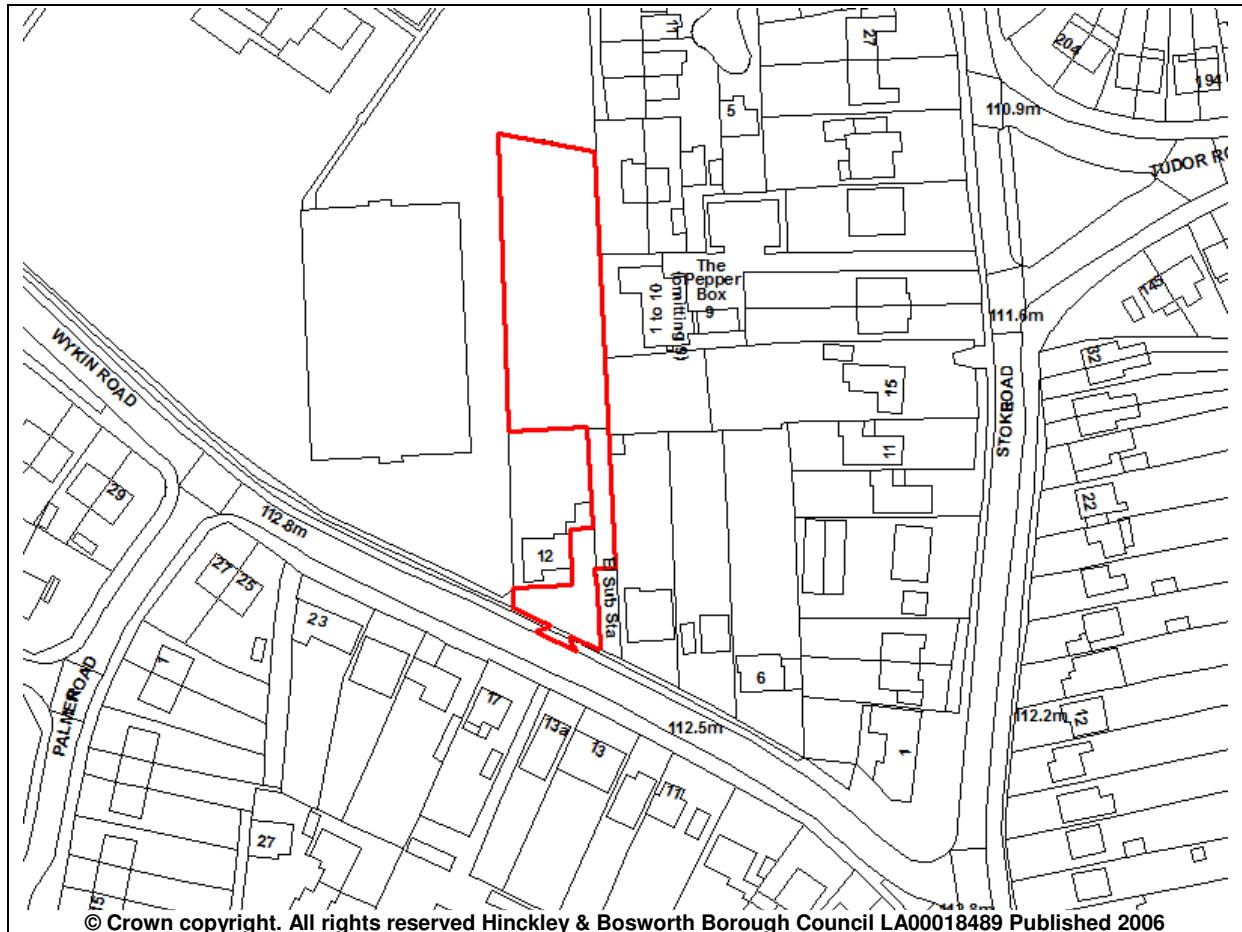 11
27
204
194
5
110.9m
TUDOR RO
The
Pepper
Box
9
1 to 10
(omitting 9)
145
111.6m
WYKIN ROAD
32
15
STOKE ROAD
11
29
22
112.8m
12
El Sub Sta
27
25
23
1
PALMER ROAD
6
17
13a
13
112.5m
112.2m
12
1
11
27
15
© Crown copyright. All rights reserved Hinckley & Bosworth Borough Council LA00018489 Published 2006